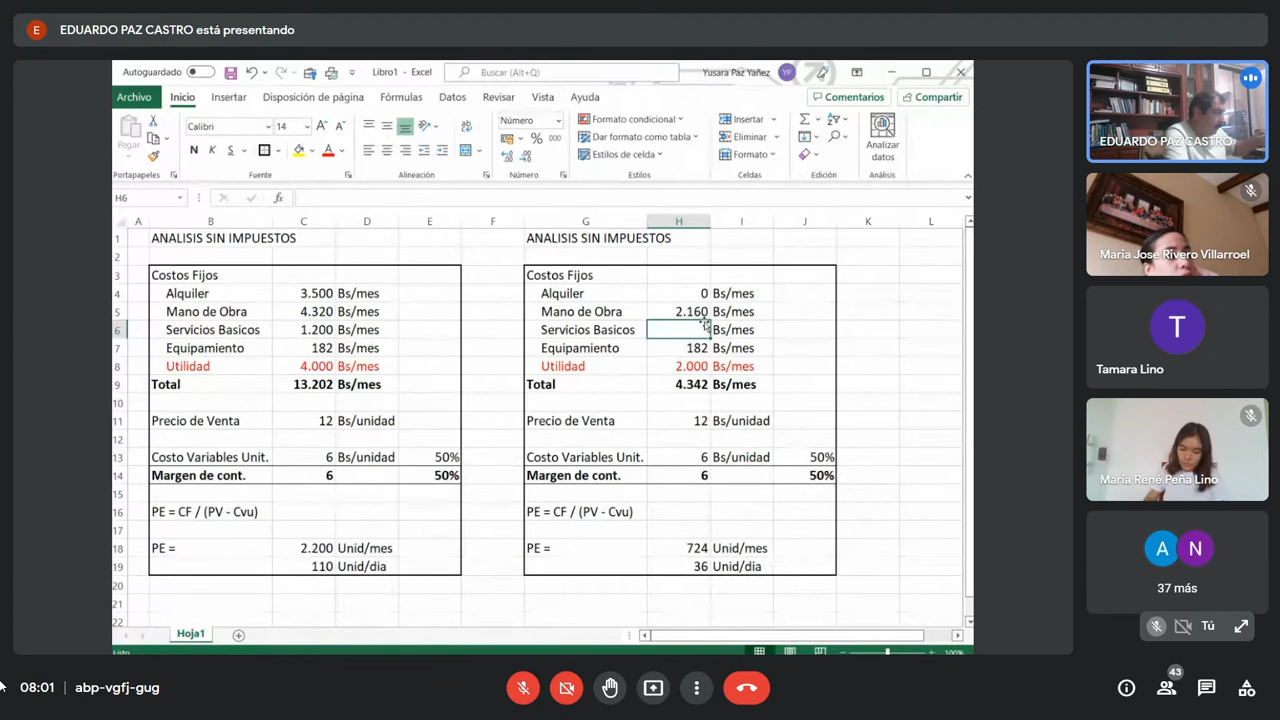 E EDUARDO PAZ CASTRO está presentando
Autoguardado Libro1 - Excel Buscar (Alt+Q) Yusara Paz Yañez YP
Archivo Inicio Insertar Disposición de página Fórmulas Datos Revisar Vista Ayuda Comentarios Compartir
Pegar Calibri 14 A A Número Formato condicional Insertar Analizar datos
N K S A % 000 Dar formato como tabla Eliminar
Estilos de celda Formato
Portapapeles Fuente Alineación Número Estilos Celdas Edición Análisis
H6 fx
A B C D E F G H I J K L
1 ANALISIS SIN IMPUESTOS ANALISIS SIN IMPUESTOS
2
3 Costos Fijos Costos Fijos
4 Alquiler 3.500 Bs/mes Alquiler 0 Bs/mes
5 Mano de Obra 4.320 Bs/mes Mano de Obra 2.160 Bs/mes
6 Servicios Basicos 1.200 Bs/mes Servicios Basicos Bs/mes
7 Equipamiento 182 Bs/mes Equipamiento 182 Bs/mes
8 Utilidad 4.000 Bs/mes Utilidad 2.000 Bs/mes
9 Total 13.202 Bs/mes Total 4.342 Bs/mes
10
11 Precio de Venta 12 Bs/unidad Precio de Venta 12 Bs/unidad
12
13 Costo Variables Unit. 6 Bs/unidad 50% Costo Variables Unit. 6 Bs/unidad 50%
14 Margen de cont. 6 50% Margen de cont. 6 50%
15
16 PE = CF / (PV - Cvu) PE = CF / (PV - Cvu)
17
18 PE = 2.200 Unid/mes PE = 724 Unid/mes
19 110 Unid/dia 36 Unid/dia
20
21
22
Hoja1
Listo 100%
EDUARDO PAZ CASTRO
Maria Jose Rivero Villarroel
T
Tamara Lino
Maria René Peña Lino
A N
37 más
Tú
08:01 abp-vgfj-gug
43